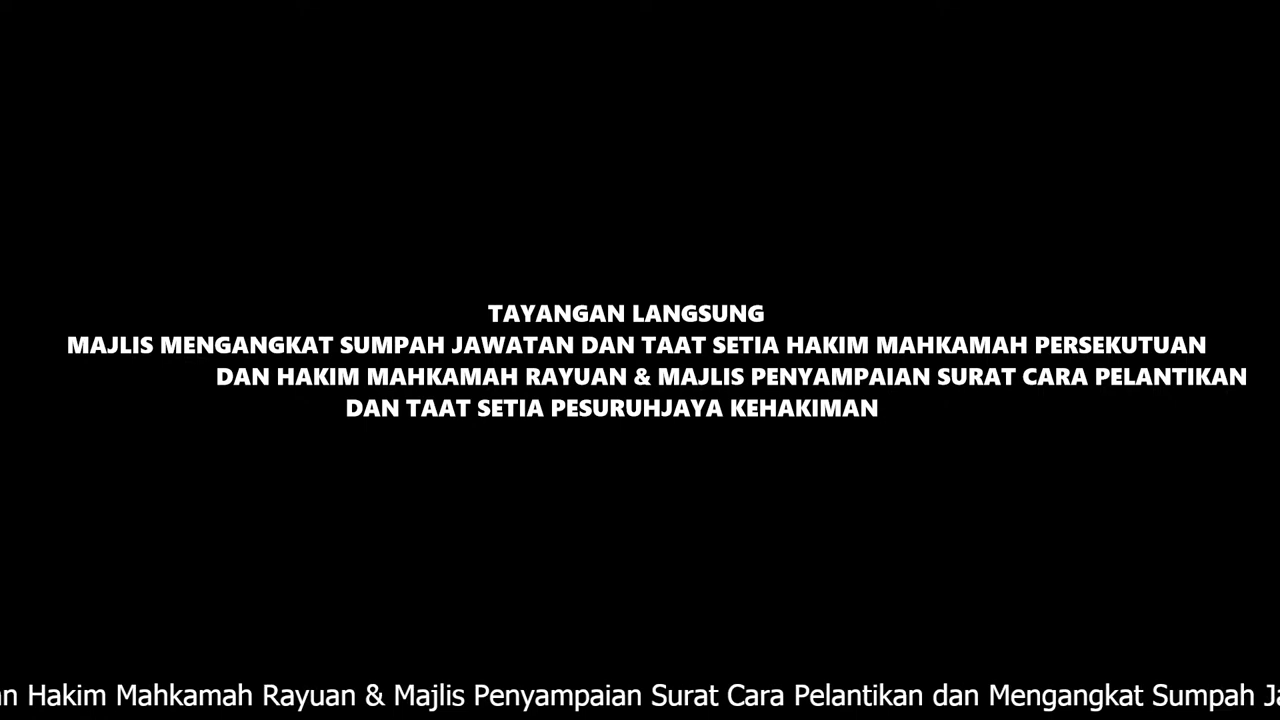 TAYANGAN LANGSUNG
MAJLIS MENGANGKAT SUMPAH JAWATAN DAN TAAT SETIA HAKIM MAHKAMAH PERSEKUTUAN
DAN HAKIM MAHKAMAH RAYUAN & MAJLIS PENYAMPAIAN SURAT CARA PELANTIKAN
DAN TAAT SETIA PESURUHJAYA KEHAKIMAN
Hakim Mahkamah Rayuan & Majlis Penyampaian Surat Cara Pelantikan dan Mengangkat Sumpah